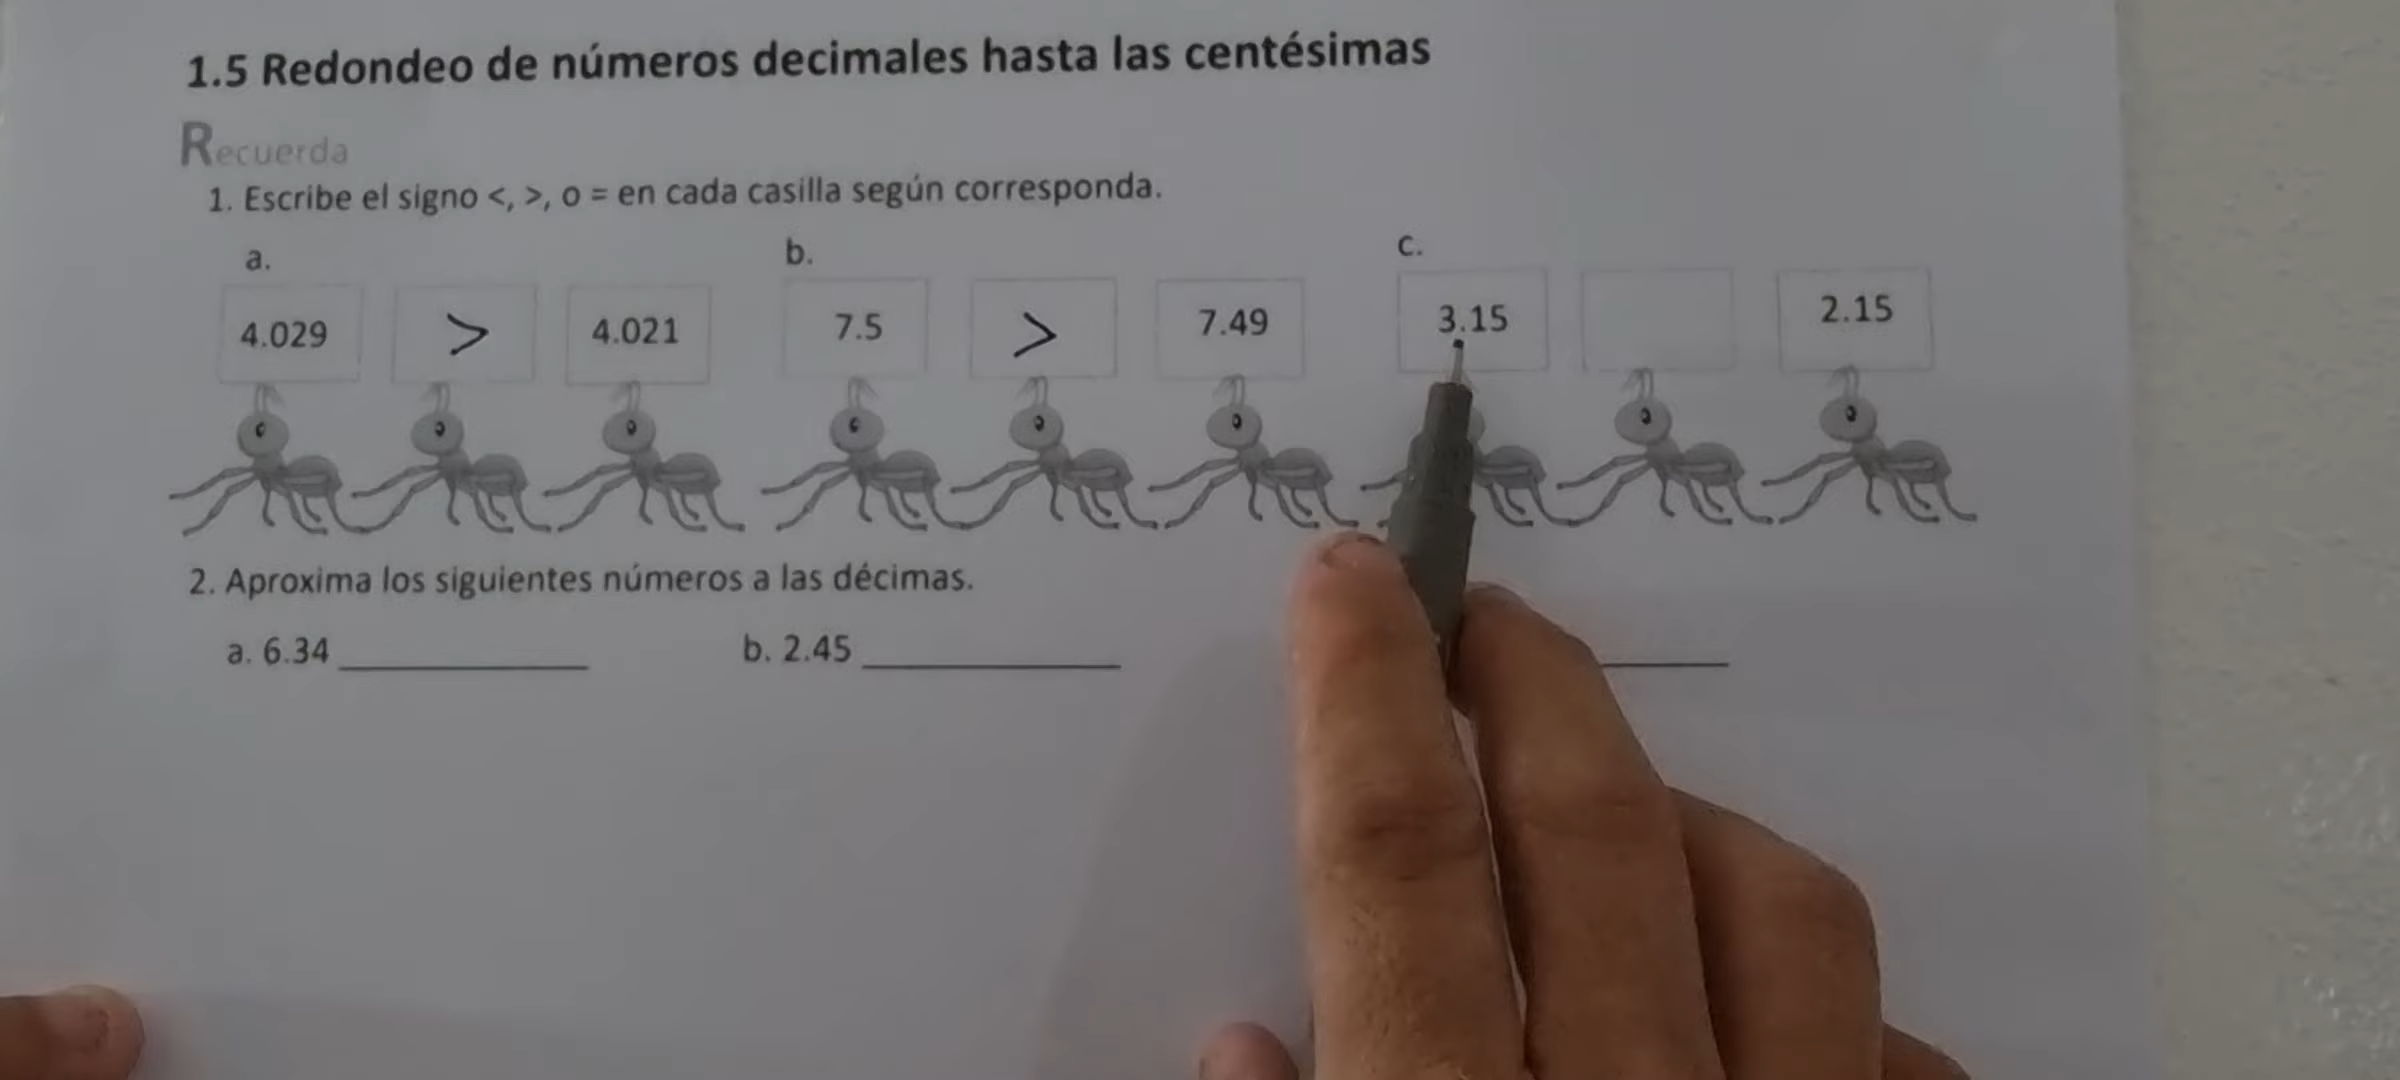 1.5 Redondeo de números decimales hasta las centésimas
Recuerda
1. Escribe el signo <, >, o = en cada casilla según corresponda.
a. b. c.
4.029 > 4.021 7.5 > 7.49 3.15 2.15
2. Aproxima los siguientes números a las décimas.
a. 6.34 __________ b. 2.45 __________